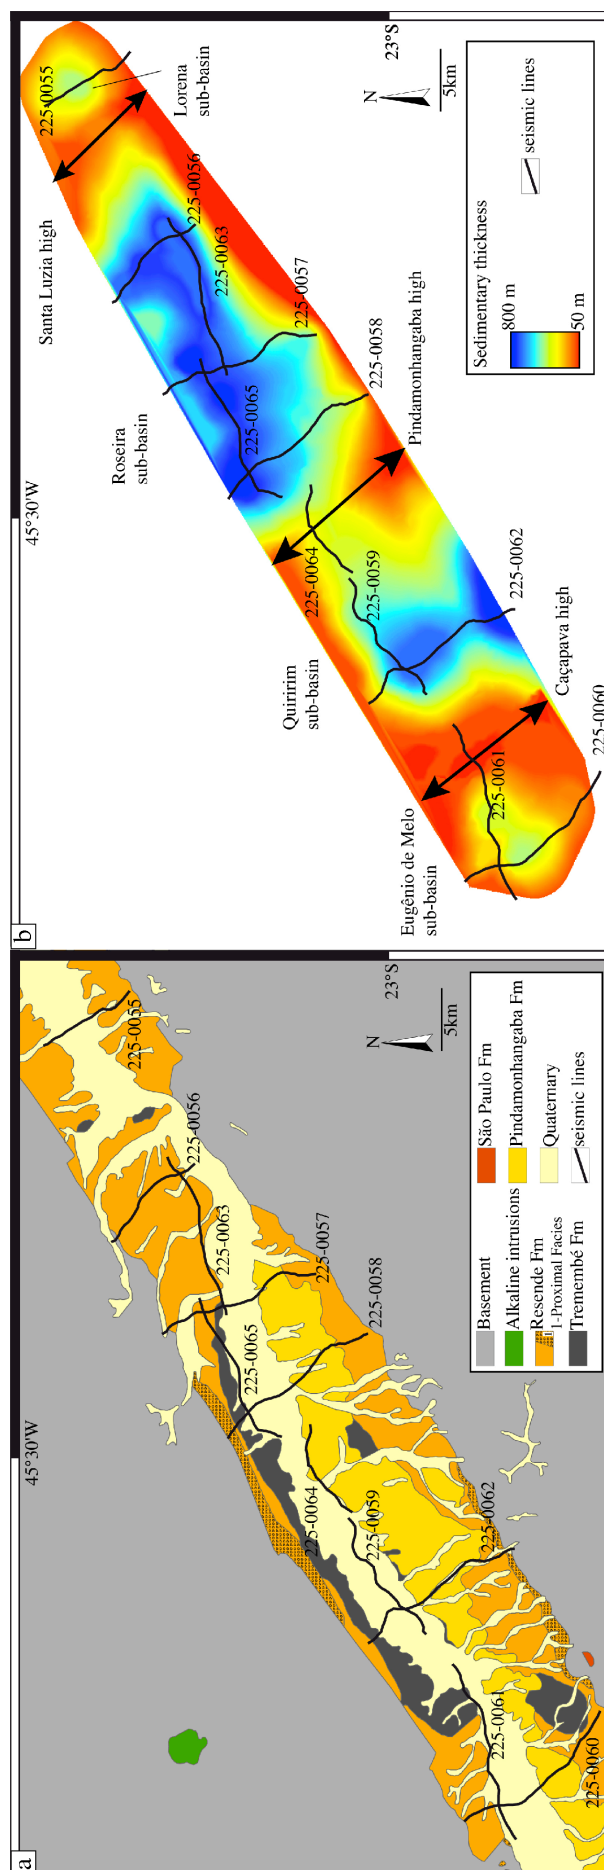 a
45°30'W
23°S
N
5km
225-0055
225-0056
225-0063
225-0057
225-0065
225-0058
225-0064
225-0059
225-0062
225-0061
225-0060
Basement
Alkaline intrusions
Resende Fm
1-Proximal Facies
1
Tremembé Fm
São Paulo Fm
Pindamonhangaba Fm
Quaternary
seismic lines
b
45°30'W
23°S
N
5km
225-0055
Lorena
sub-basin
Santa Luzia high
225-0056
225-0063
225-0057
Roseira
sub-basin
225-0065
225-0058
Pindamonhangaba high
225-0064
225-0059
Quiririm
sub-basin
225-0062
Caçapava high
225-0061
225-0060
Eugênio de Melo
sub-basin
Sedimentary thickness
800 m
50 m
seismic lines